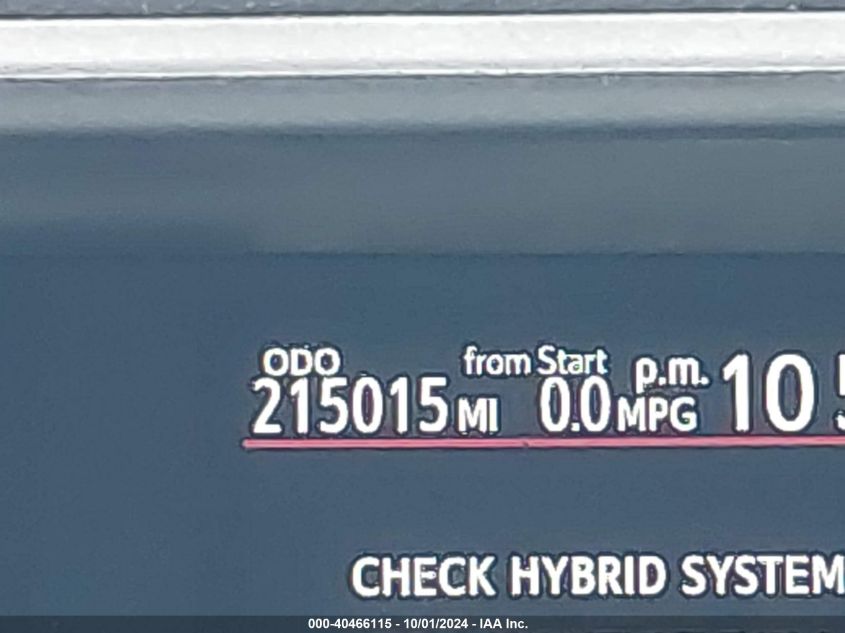 ODO from Start p.m. 10
215015 MI 0.0 MPG
CHECK HYBRID SYSTEM
000-40466115 - 10/01/2024 - IAA Inc.